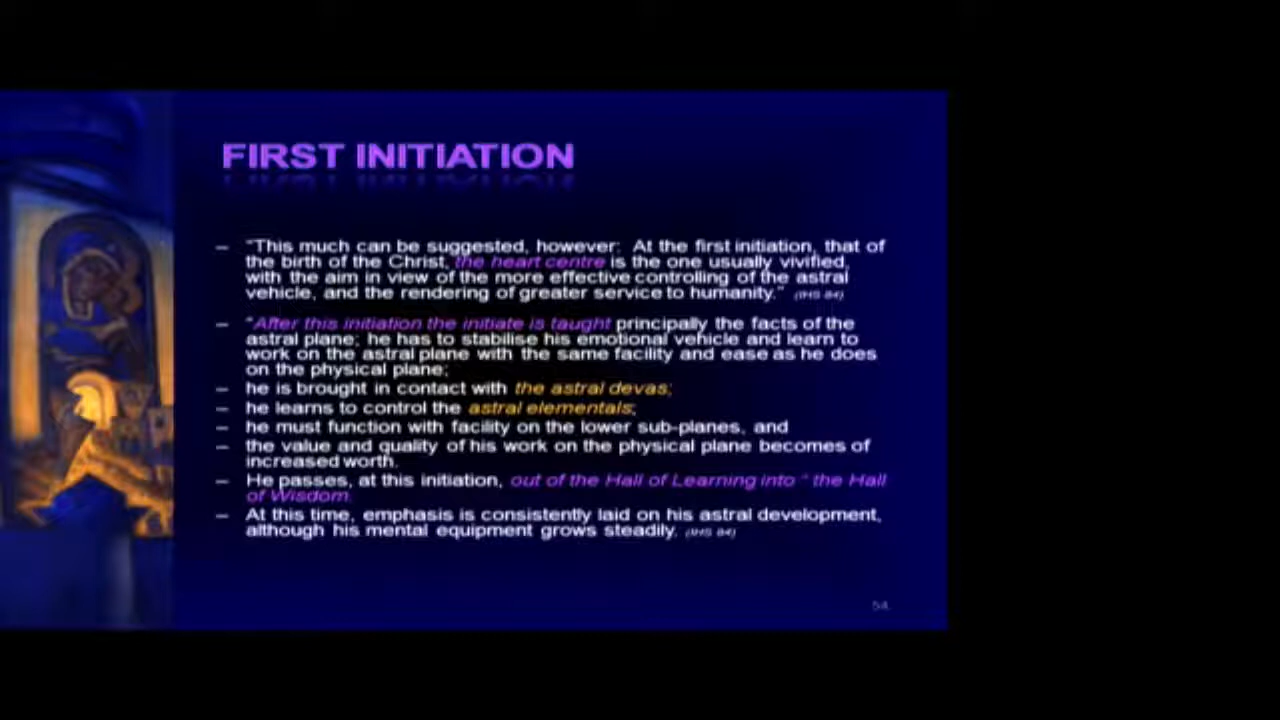 FIRST INITIATION
– "This much can be suggested, however: At the first initiation, that of
the birth of the Christ, the heart centre is the one usually vivified,
with the aim in view of the more effective controlling of the astral
vehicle, and the rendering of greater service to humanity." (IHS 84)
– "After this initiation the initiate is taught principally the facts of the
astral plane; he has to stabilise his emotional vehicle and learn to
work on the astral plane with the same facility and ease as he does
on the physical plane;
– he is brought in contact with the astral devas;
– he learns to control the astral elementals;
– he must function with facility on the lower sub-planes, and
– the value and quality of his work on the physical plane becomes of
increased worth.
– He passes, at this initiation, out of the Hall of Learning into " the Hall
of Wisdom.
– At this time, emphasis is consistently laid on his astral development,
although his mental equipment grows steadily. (IHS 84)
54